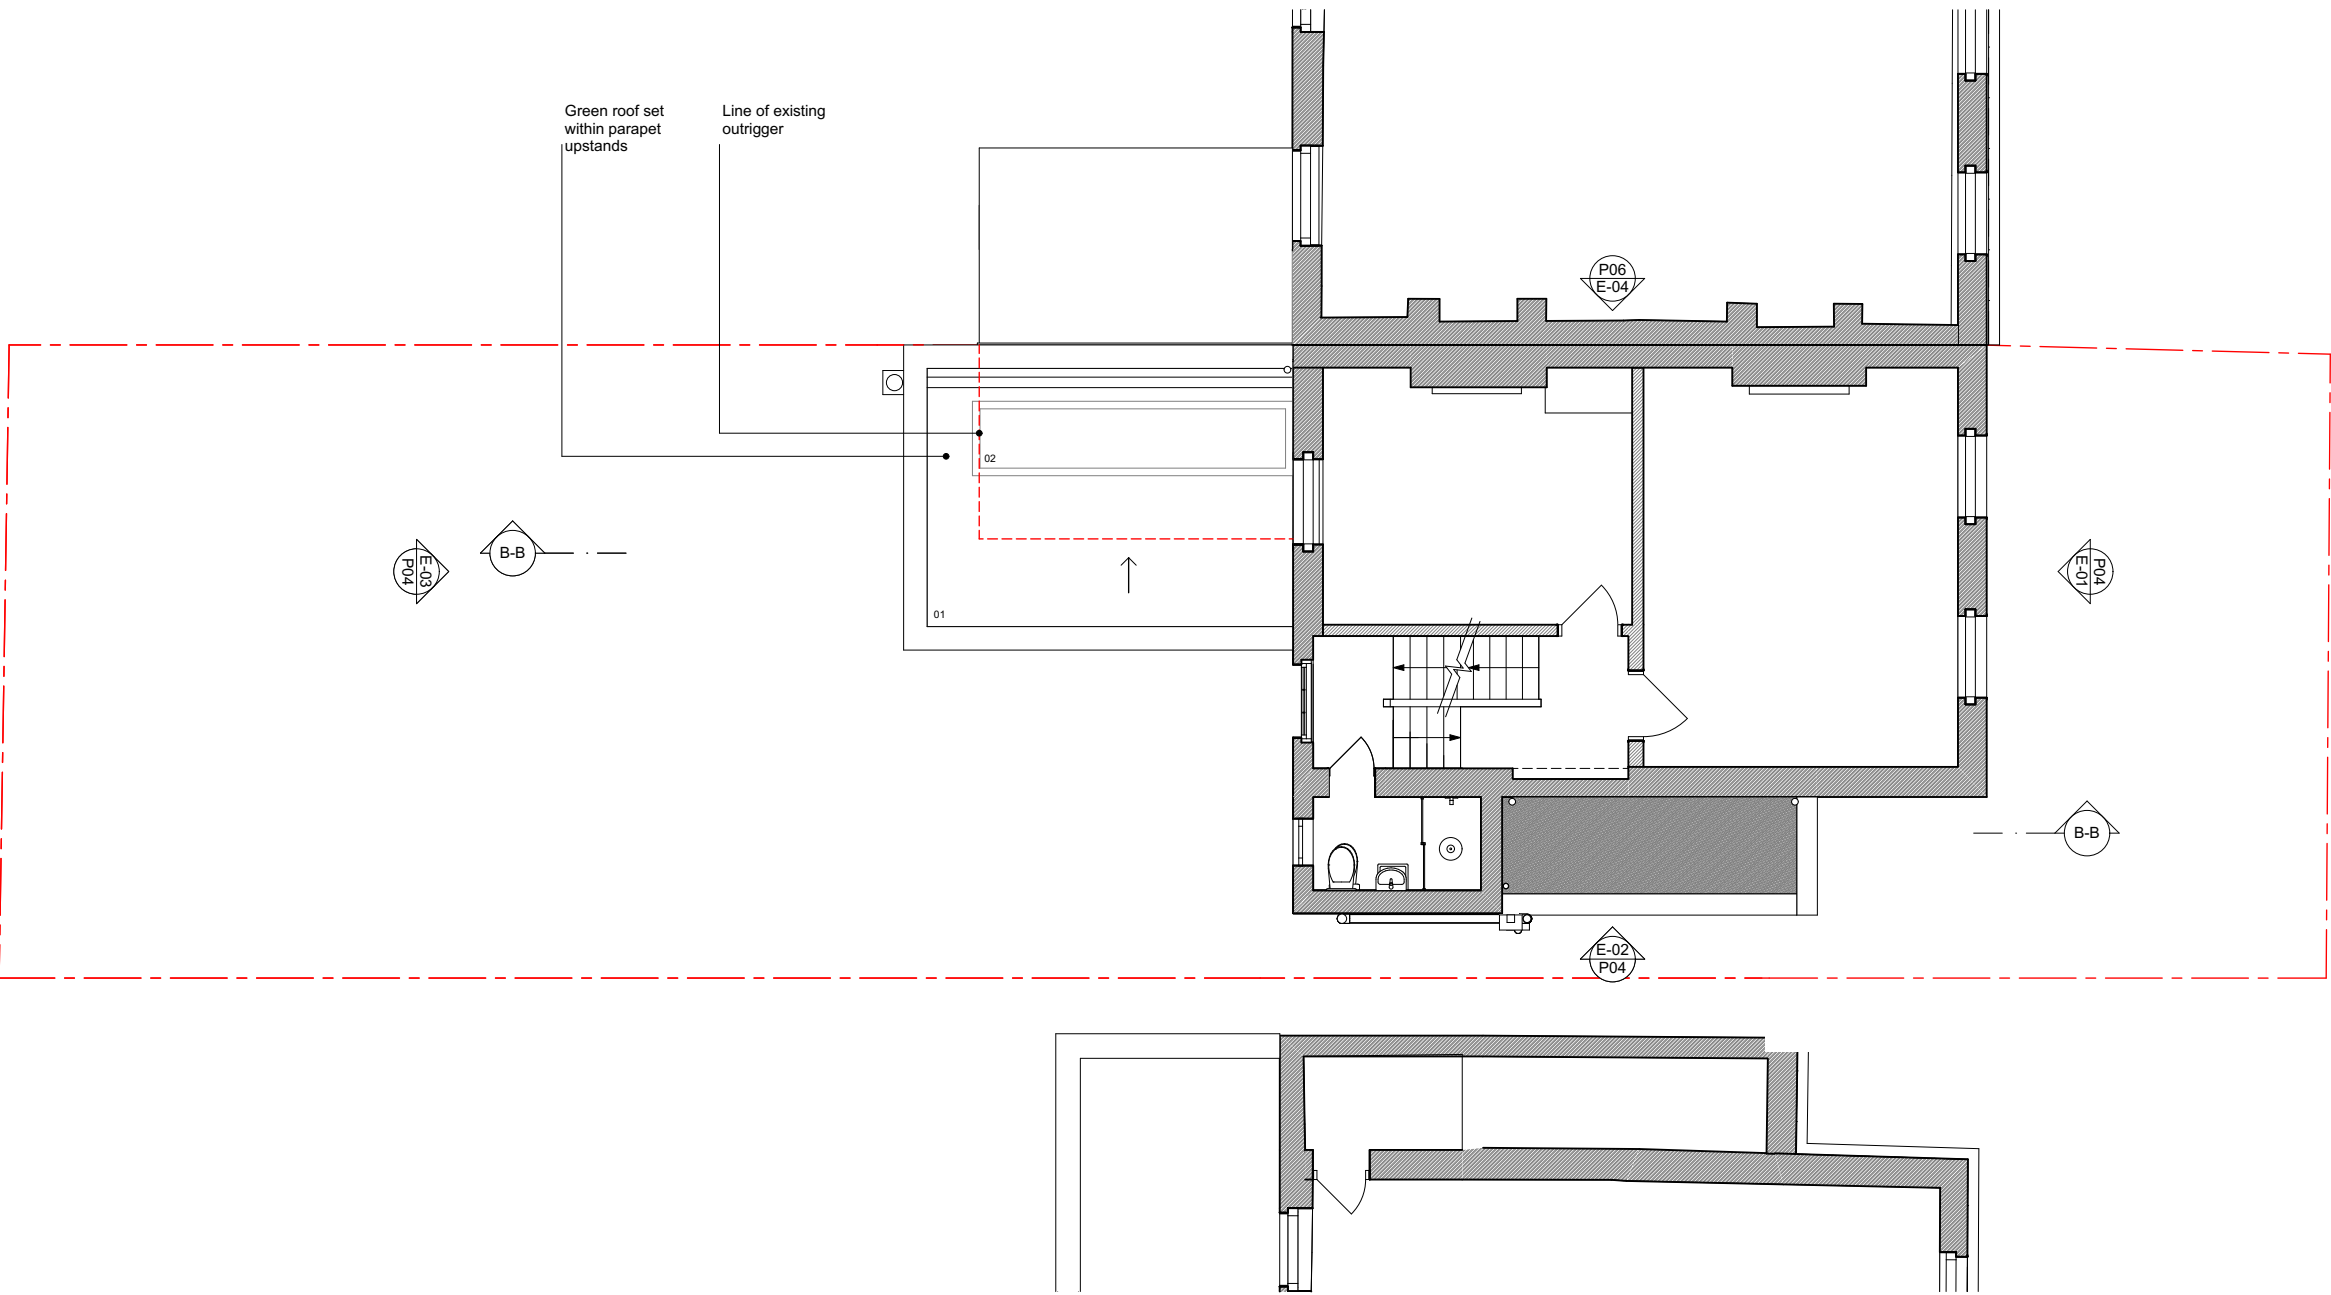 Green roof set
within parapet
upstands
Line of existing
outrigger
P06
E-04
02
B-B
E-03
P04
P04
E-01
01
B-B
E-02
P04